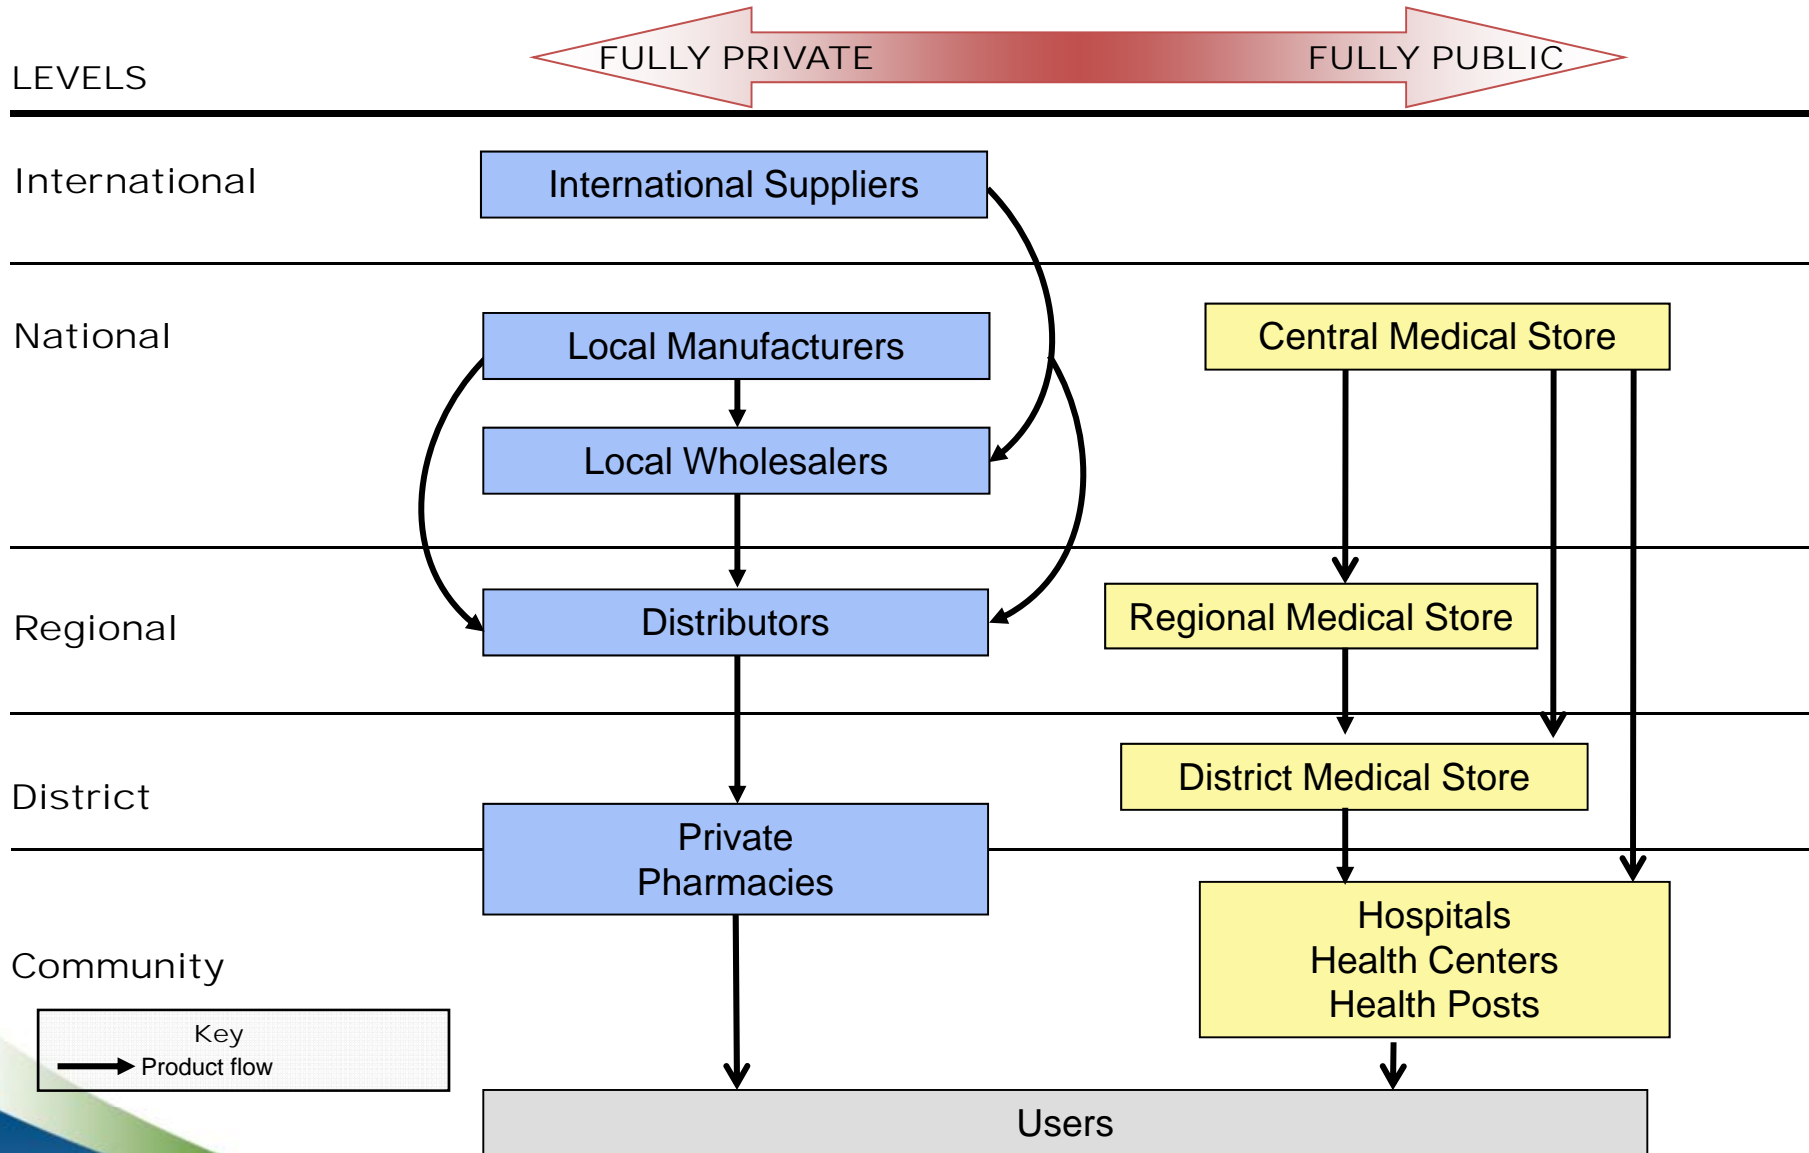 FULLY PRIVATE
FULLY PUBLIC
LEVELS
International
International Suppliers
National
Local Manufacturers
Central Medical Store
Local Wholesalers
Regional
Distributors
Regional Medical Store
District
District Medical Store
Private
Pharmacies
Community
Hospitals
Health Centers
Health Posts
Key
Product flow
Users